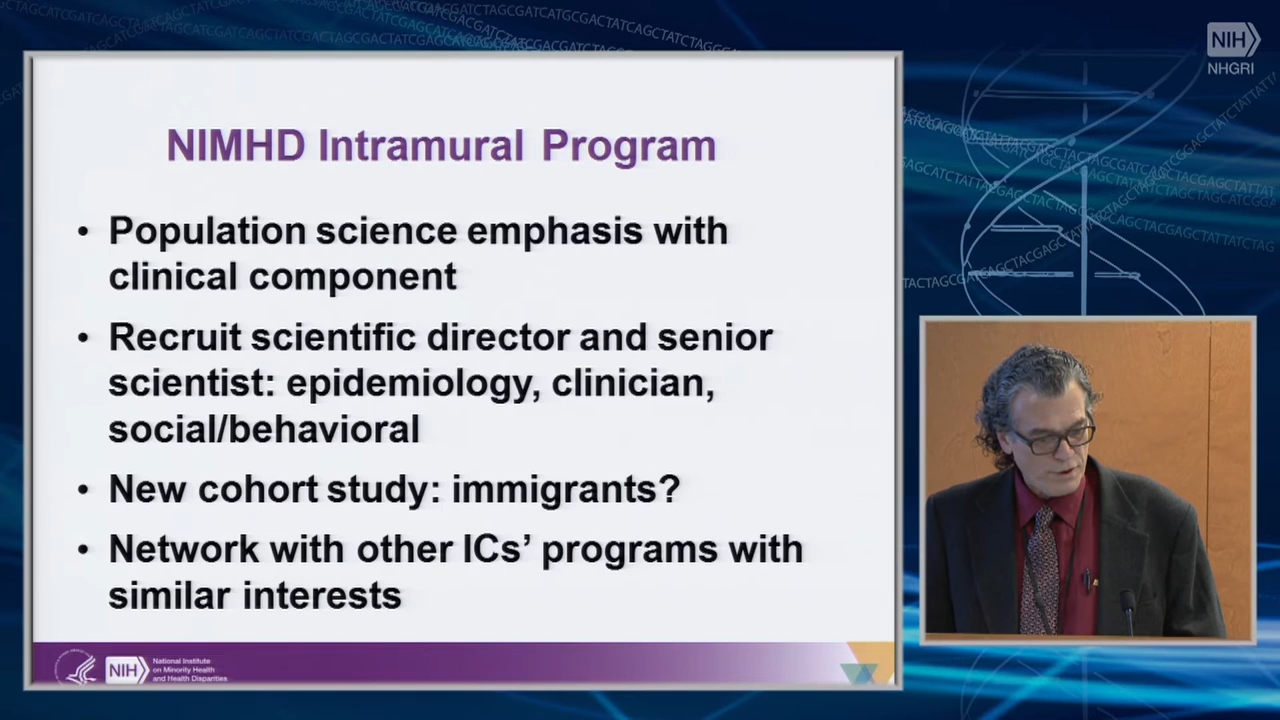 NIH
NHGRI
NIMHD Intramural Program
• Population science emphasis with
clinical component
• Recruit scientific director and senior
scientist: epidemiology, clinician,
social/behavioral
• New cohort study: immigrants?
• Network with other ICs’ programs with
similar interests
NIH
National Institute
on Minority Health
and Health Disparities